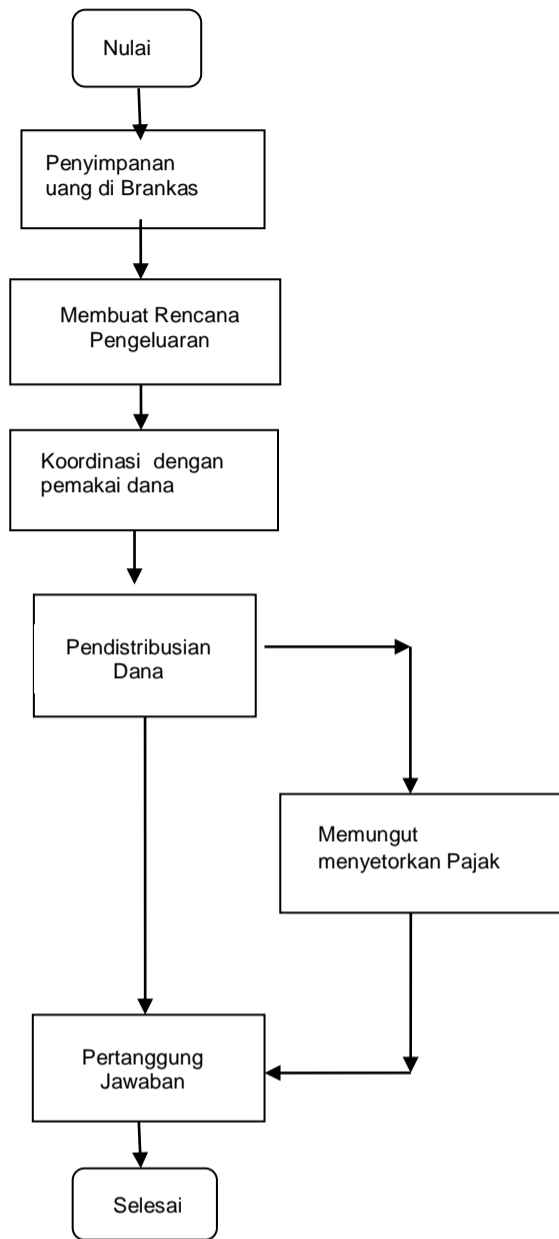 Nulai
Penyimpanan
uang di Brankas
Membuat Rencana
Pengeluaran
Koordinasi dengan
pemakai dana
Pendistribusian
Dana
Memungut
menyetorkan Pajak
Pertanggung
Jawaban
Selesai